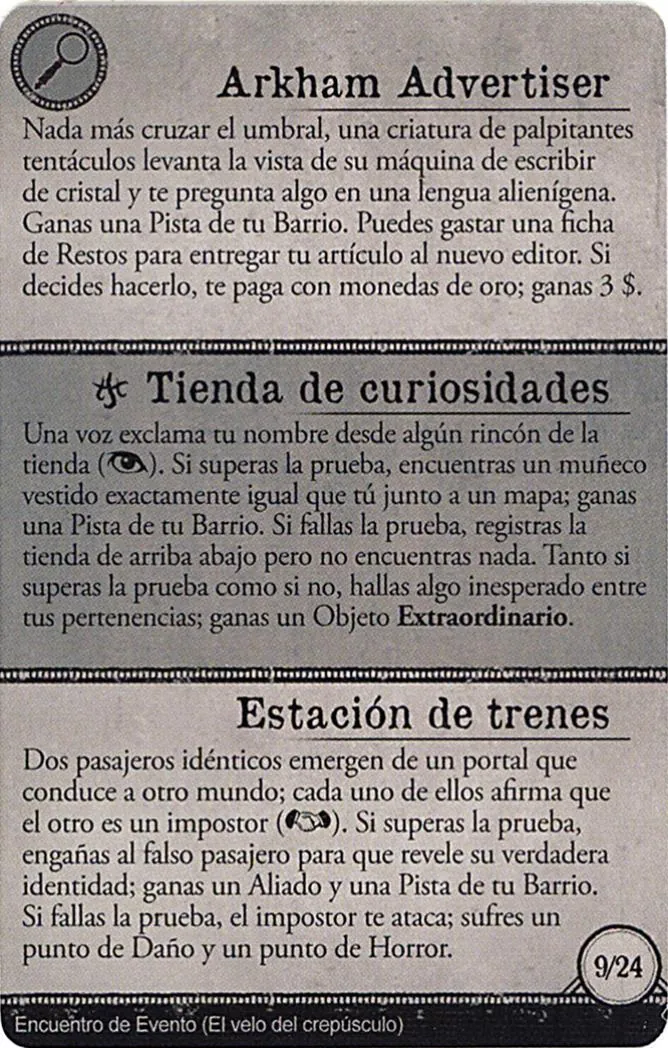 Arkham Advertiser
Nada más cruzar el umbral, una criatura de palpitantes
tentáculos levanta la vista de su máquina de escribir
de cristal y te pregunta algo en una lengua alienígena.
Ganas una Pista de tu Barrio. Puedes gastar una ficha
de Restos para entregar tu artículo al nuevo editor. Si
decides hacerlo, te paga con monedas de oro; ganas 3 $.
Tienda de curiosidades
Una voz exclama tu nombre desde algún rincón de la
tienda (). Si superas la prueba, encuentras un muñeco
vestido exactamente igual que tú junto a un mapa; ganas
una Pista de tu Barrio. Si fallas la prueba, registras la
tienda de arriba abajo pero no encuentras nada. Tanto si
superas la prueba como si no, hallas algo inesperado entre
tus pertenencias; ganas un Objeto Extraordinario.
Estación de trenes
Dos pasajeros idénticos emergen de un portal que
conduce a otro mundo; cada uno de ellos afirma que
el otro es un impostor (). Si superas la prueba,
engañas al falso pasajero para que revele su verdadera
identidad; ganas un Aliado y una Pista de tu Barrio.
Si fallas la prueba, el impostor te ataca; sufres un
punto de Daño y un punto de Horror.
9/24
Encuentro de Evento (El velo del crepúsculo)